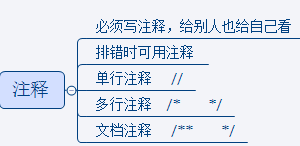 必须写注释，给别人也给自己看
排错时可用注释
注释
单行注释 //
多行注释 /* */
文档注释 /** */